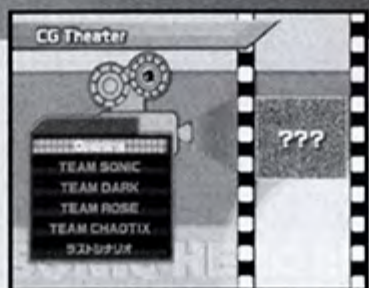 CG Theater
???
TEAM SONIC
TEAM DARK
TEAM ROSE
TEAM CHAOTIX
ラストシナリオ